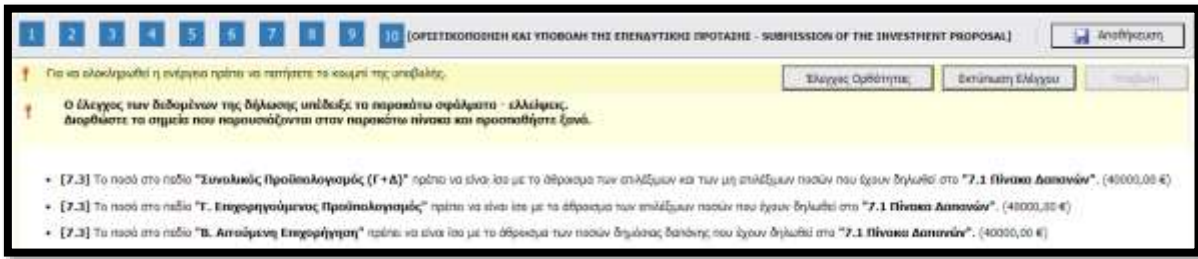 1 2 3 4 5 6 7 8 9 10 [ΟΡΙΣΤΙΚΟΠΟΙΗΣΗ ΚΑΙ ΥΠΟΒΟΛΗ ΤΗΣ ΕΠΕΝΔΥΤΙΚΗΣ ΠΡΟΤΑΣΗΣ - SUBMISSION OF THE INVESTMENT PROPOSAL] Αποθήκευση
Για να ολοκληρωθεί η ενέργεια πρέπει να πατήσετε το κουμπί της υποβολής. Έλεγχος Ορθότητας Εκτύπωση Ελέγχου Υποβολή
Ο έλεγχος των δεδομένων της δήλωσης υπέδειξε τα παρακάτω σφάλματα - ελλείψεις.
Διορθώστε τα σημεία που παρουσιάζονται στον παρακάτω πίνακα και προσπαθήστε ξανά.
• [7.3] Το ποσό στο πεδίο "Συνολικός Προϋπολογισμός (Γ+Δ)" πρέπει να είναι ίσο με το άθροισμα των επιλέξιμων και των μη επιλέξιμων ποσών που έχουν δηλωθεί στο "7.1 Πίνακα Δαπανών". (40000,00 €)
• [7.3] Το ποσό στο πεδίο "Γ. Επιχορηγούμενος Προϋπολογισμός" πρέπει να είναι ίσο με το άθροισμα των επιλέξιμων ποσών που έχουν δηλωθεί στο "7.1 Πίνακα Δαπανών". (40000,00 €)
• [7.3] Το ποσό στο πεδίο "Β. Αιτούμενη Επιχορήγηση" πρέπει να είναι ίσο με το άθροισμα των ποσών δημόσιας δαπάνης που έχουν δηλωθεί στο "7.1 Πίνακα Δαπανών". (40000,00 €)